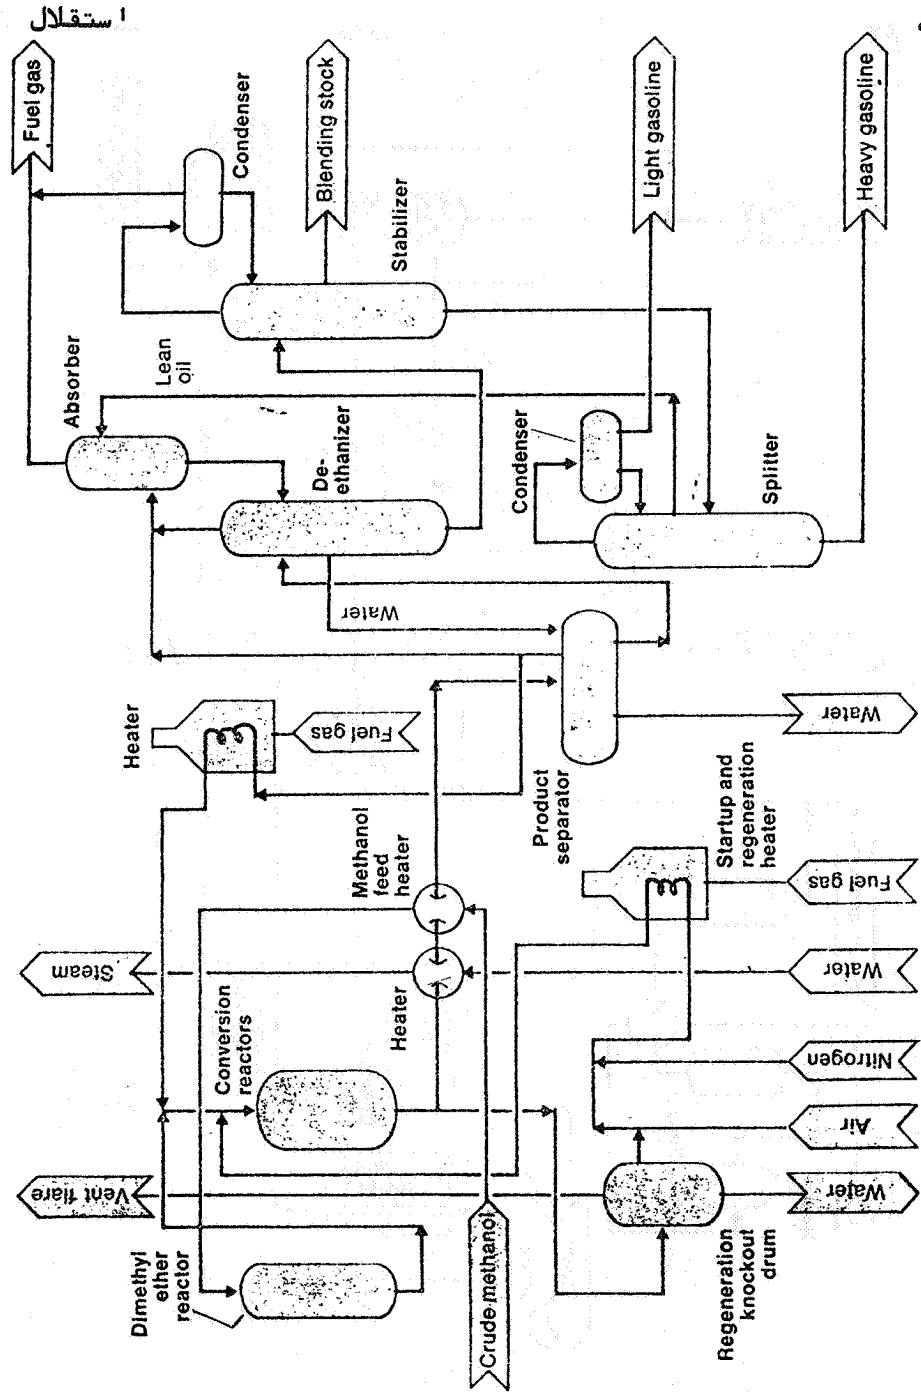 استقلال
Fuel gas
Condenser
Blending stock
Stabilizer
Light gasoline
Heavy gasoline
Absorber
Lean
oil
De-
ethanizer
Condenser
Splitter
Water
Heater
Fuel gas
Water
Product
separator
Methanol
feed
heater
Startup and
regeneration
heater
Fuel gas
Steam
Heater
Water
Conversion
reactors
Nitrogen
Air
Vent flare
Water
Dimethyl
ether
reactor
Crude methanol
Regeneration
knockout
drum